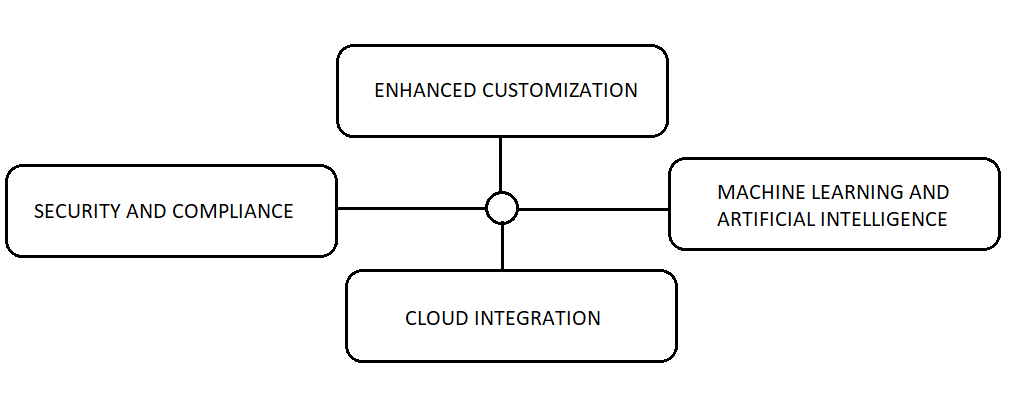 ENHANCED CUSTOMIZATION
SECURITY AND COMPLIANCE
MACHINE LEARNING AND
ARTIFICIAL INTELLIGENCE
CLOUD INTEGRATION